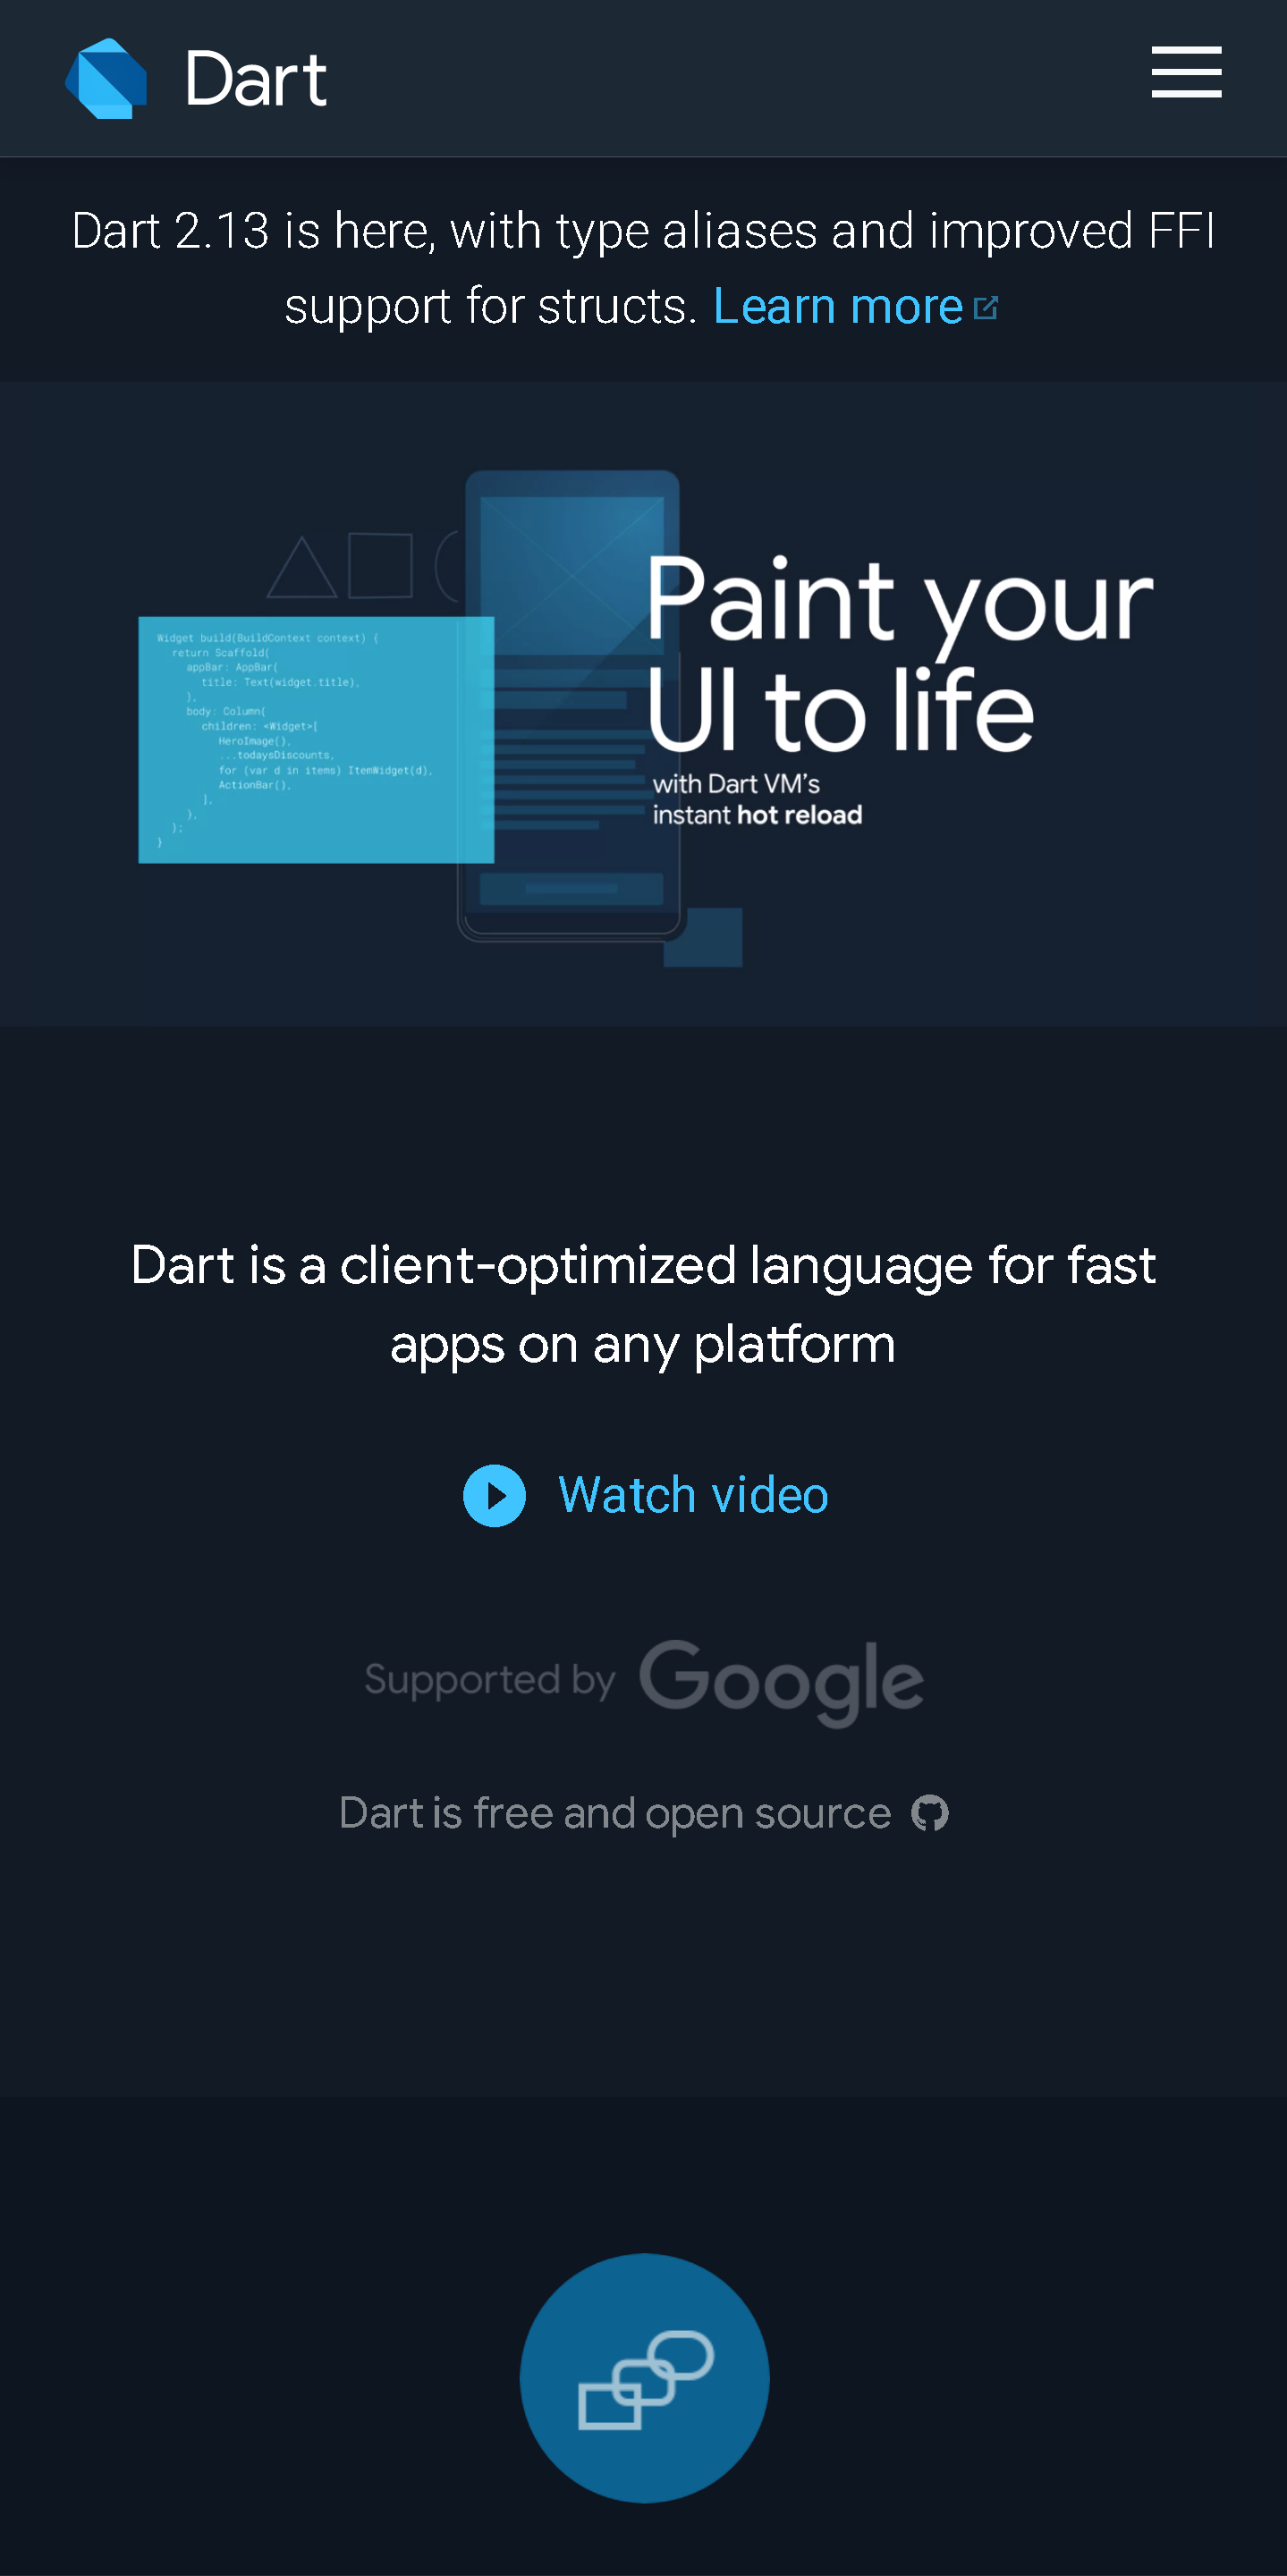 Dart
Dart 2.13 is here, with type aliases and improved FFI
support for structs. Learn more
Widget build(BuildContext context) {
return Scaffold(
appBar: AppBar(
title: Text(widget.title),
),
body: Column(
children: <Widget>[
HeroImage(),
...todaysDiscounts,
for (var d in items) ItemWidget(d),
ActionBar(),
],
),
);
}
Paint your
UI to life
with Dart VM’s
instant hot reload
Dart is a client-optimized language for fast
apps on any platform
Watch video
Supported by Google
Dart is free and open source